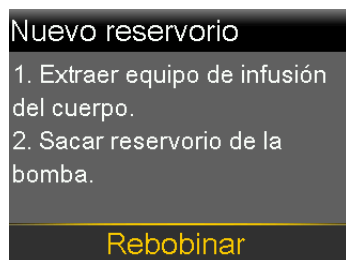 Nuevo reservorio
1. Extraer equipo de infusión
del cuerpo.
2. Sacar reservorio de la
bomba.
Rebobinar